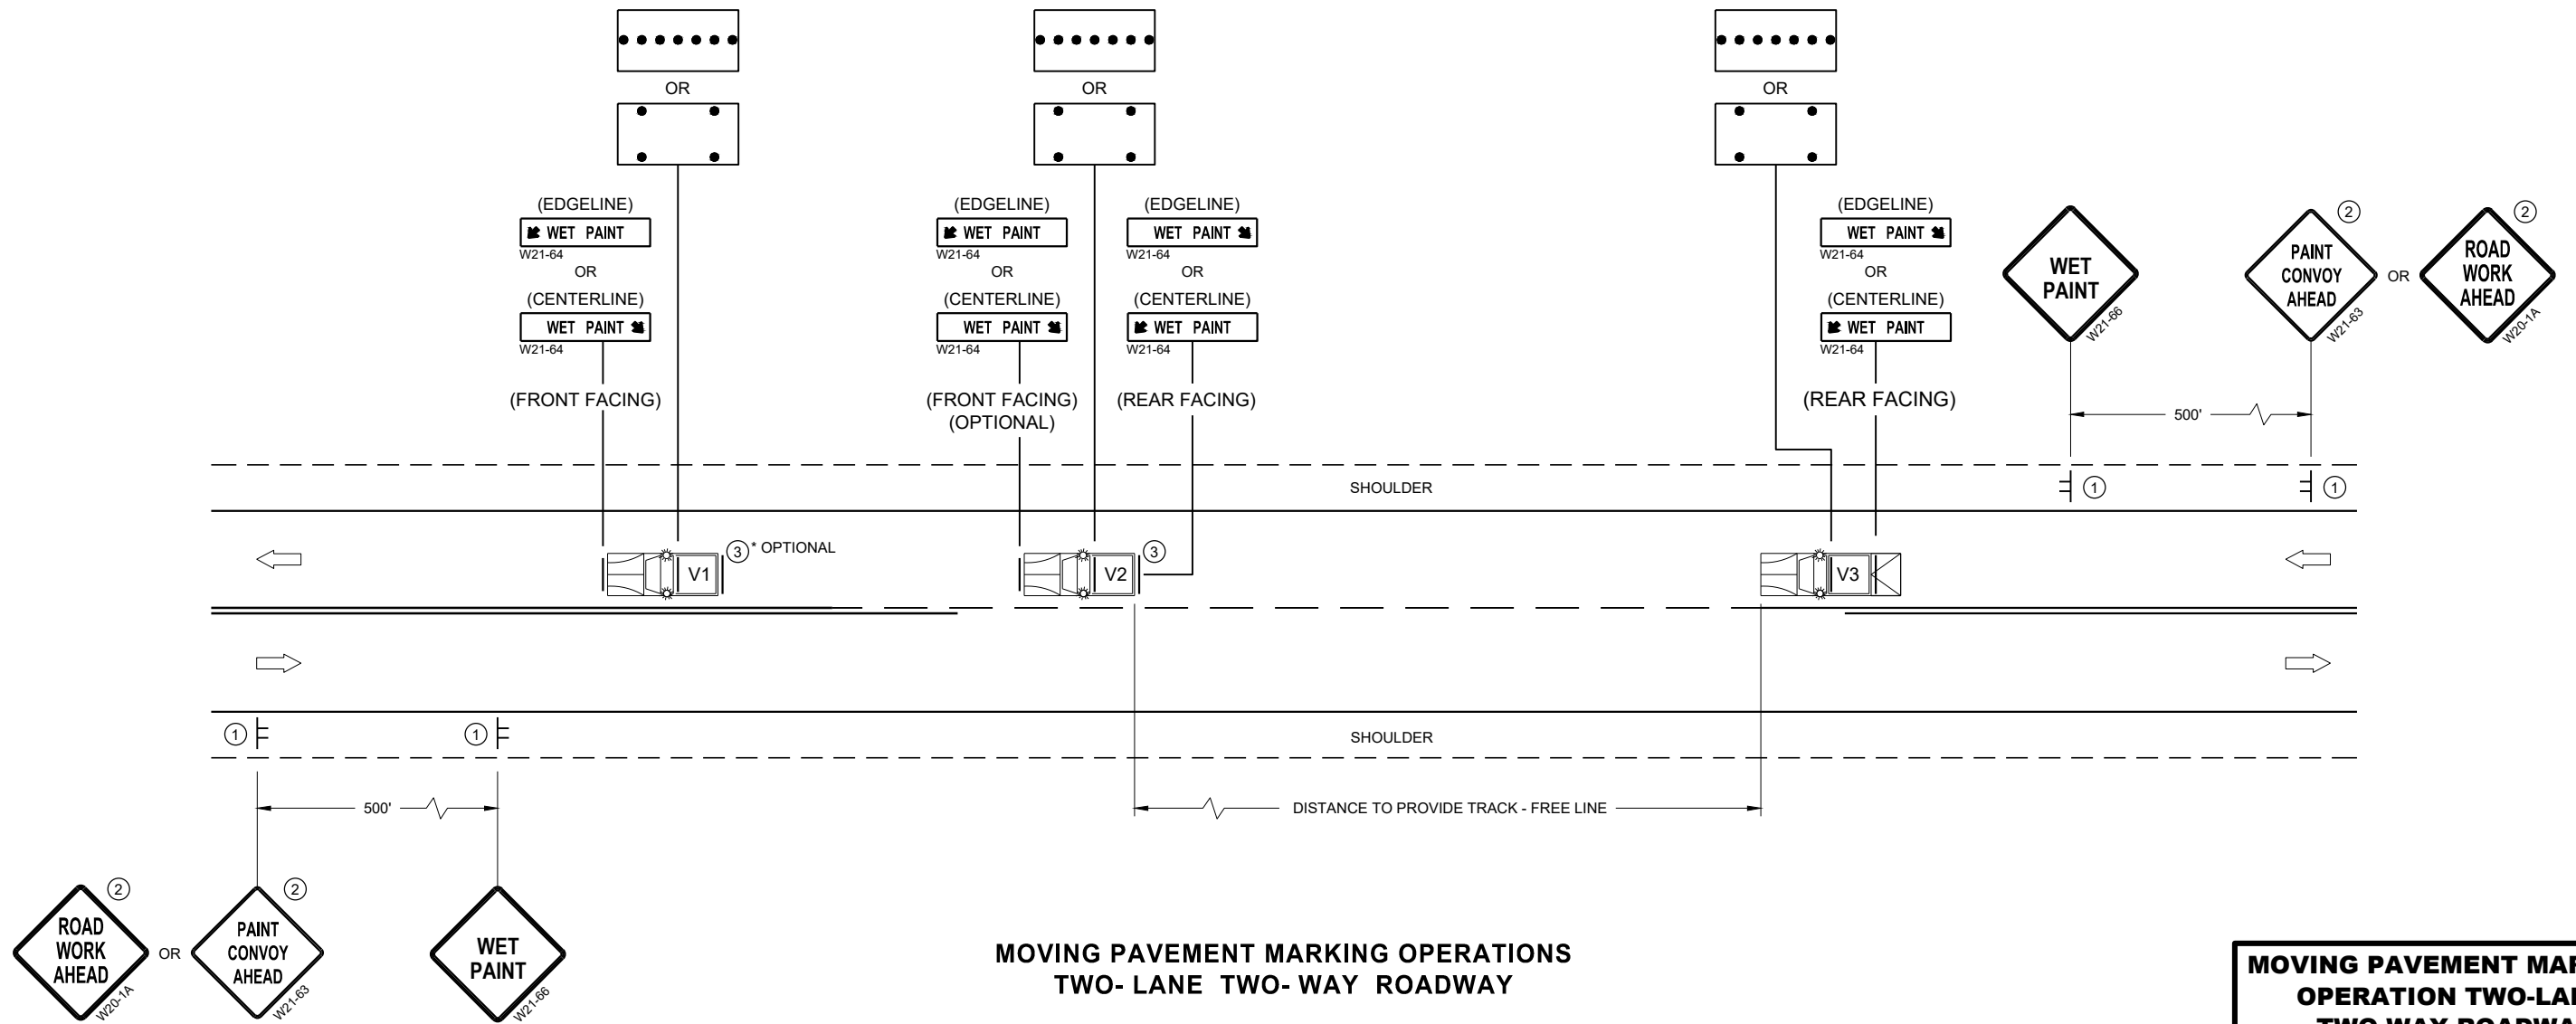 OR
OR
OR
(EDGELINE)
WET PAINT
W21-64
OR
(CENTERLINE)
WET PAINT
W21-64
(FRONT FACING)
(EDGELINE)
WET PAINT
W21-64
OR
(CENTERLINE)
WET PAINT
W21-64
(FRONT FACING)
(OPTIONAL)
(EDGELINE)
WET PAINT
W21-64
OR
(CENTERLINE)
WET PAINT
W21-64
(REAR FACING)
(EDGELINE)
WET PAINT
W21-64
OR
(CENTERLINE)
WET PAINT
W21-64
(REAR FACING)
WET
PAINT
W21-66
2
PAINT
CONVOY
AHEAD
W21-63
OR
2
ROAD
WORK
AHEAD
W20-1A
500'
SHOULDER
1
1
V1
3 * OPTIONAL
V2
3
V3
1
1
SHOULDER
500'
DISTANCE TO PROVIDE TRACK - FREE LINE
2
ROAD
WORK
AHEAD
W20-1A
OR
2
PAINT
CONVOY
AHEAD
W21-63
WET
PAINT
W21-66
MOVING PAVEMENT MARKING OPERATIONS
TWO- LANE TWO- WAY ROADWAY
MOVING PAVEMENT MAR
OPERATION TWO-LA